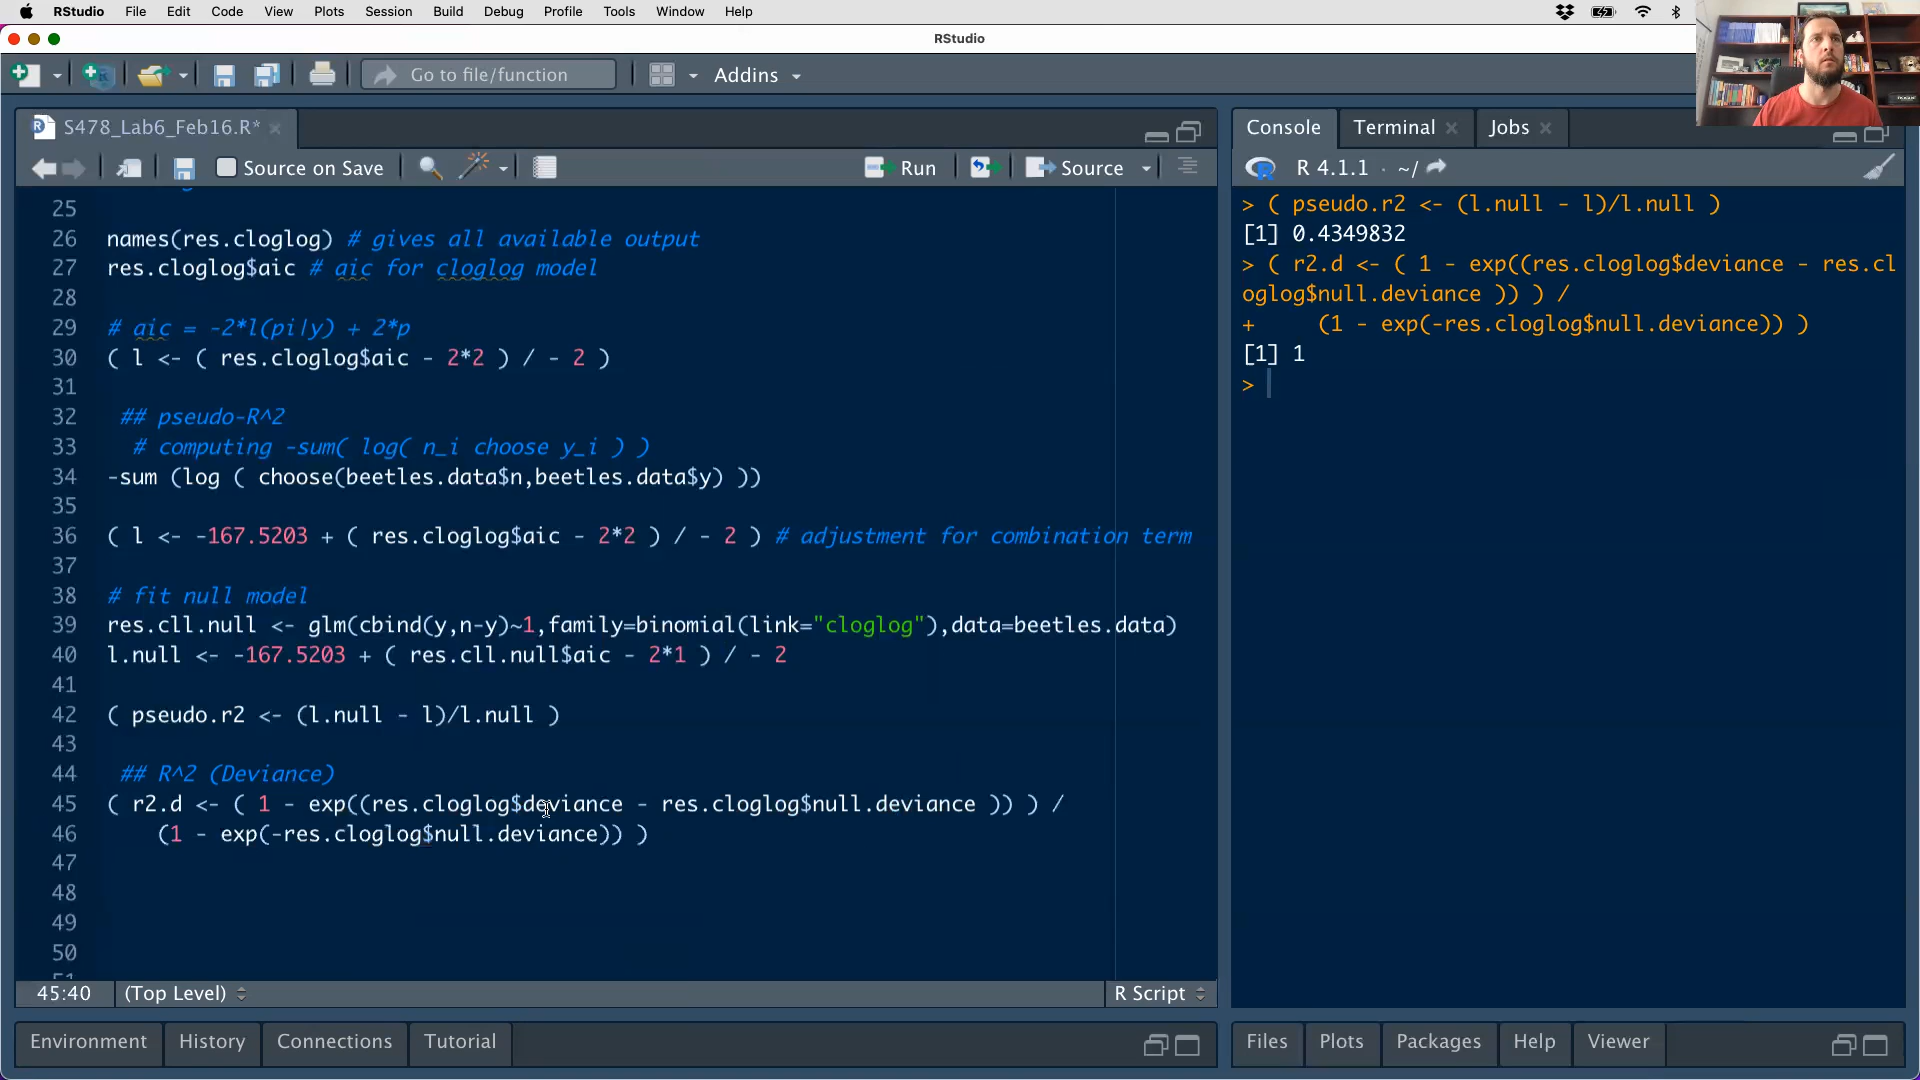 RStudio File Edit Code View Plots Session Build Debug Profile Tools Window Help
RStudio
Go to file/function Addins
S478_Lab6_Feb16.R*
Source on Save Run Source
25
26 names(res.cloglog) # gives all available output
27 res.cloglog$aic # aic for cloglog model
28
29 # aic = -2*l(pi|y) + 2*p
30 ( l <- ( res.cloglog$aic - 2*2 ) / - 2 )
31
32 ## pseudo-R^2
33 # computing -sum( log( n_i choose y_i ) )
34 -sum (log ( choose(beetles.data$n,beetles.data$y) ))
35
36 ( l <- -167.5203 + ( res.cloglog$aic - 2*2 ) / - 2 ) # adjustment for combination term
37
38 # fit null model
39 res.cll.null <- glm(cbind(y,n-y)~1,family=binomial(link="cloglog"),data=beetles.data)
40 l.null <- -167.5203 + ( res.cll.null$aic - 2*1 ) / - 2
41
42 ( pseudo.r2 <- (l.null - l)/l.null )
43
44 ## R^2 (Deviance)
45 ( r2.d <- ( 1 - exp((res.cloglog$deviance - res.cloglog$null.deviance )) ) /
46 (1 - exp(-res.cloglog$null.deviance)) )
47
48
49
50
51
45:40 (Top Level) R Script
Environment History Connections Tutorial
Console Terminal Jobs
R 4.1.1 · ~/
> ( pseudo.r2 <- (l.null - l)/l.null )
[1] 0.4349832
> ( r2.d <- ( 1 - exp((res.cloglog$deviance - res.cl
oglog$null.deviance )) ) /
+ (1 - exp(-res.cloglog$null.deviance)) )
[1] 1
>
Files Plots Packages Help Viewer